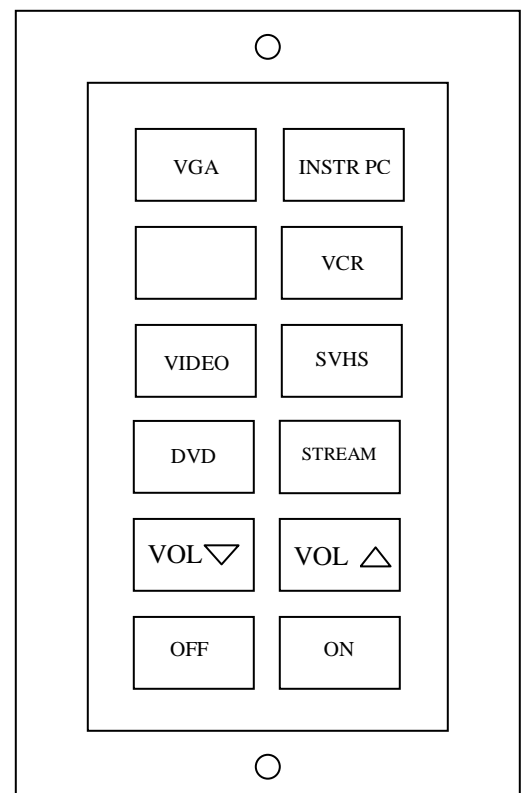 VGA INSTR PC
VCR
VIDEO SVHS
DVD STREAM
VOL VOL
OFF ON